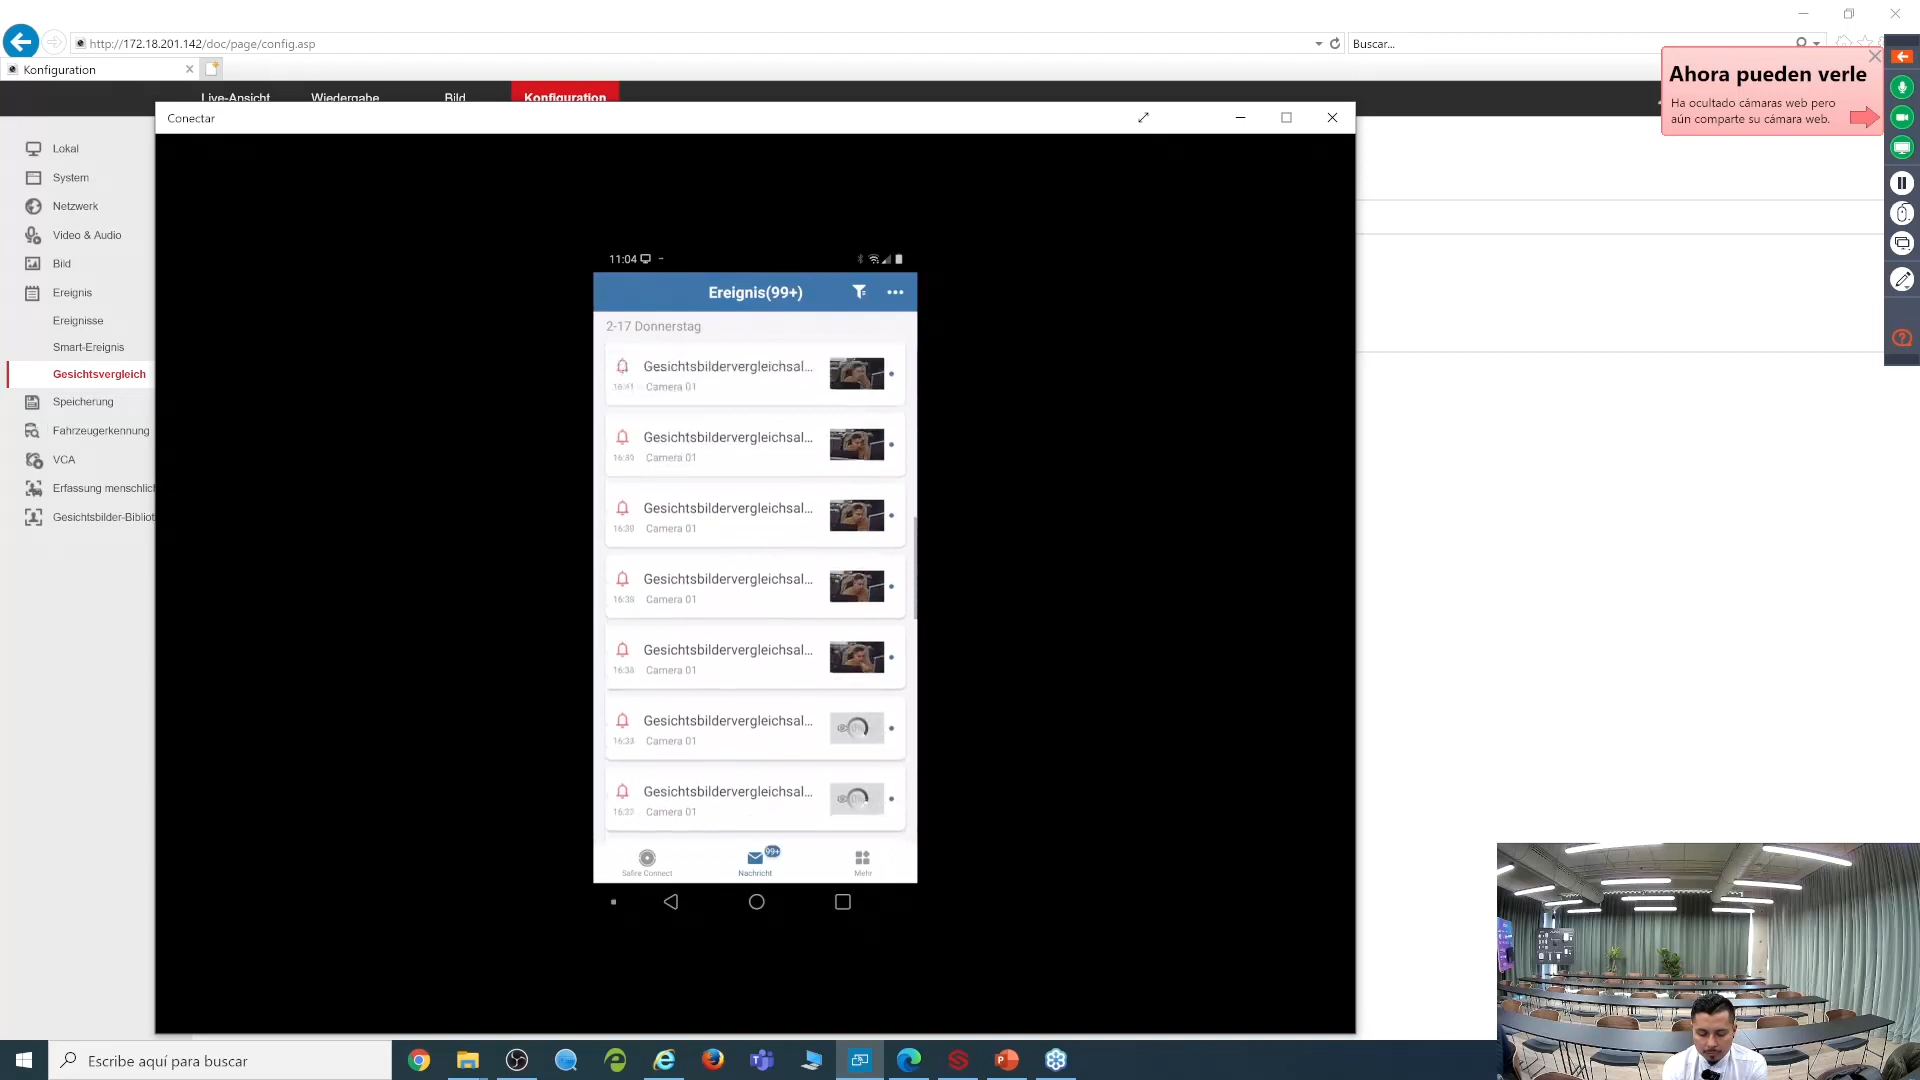 http://172.18.201.142/doc/page/config.asp
Buscar...
Konfiguration
Live-Ansicht
Wiedergabe
Bild
Konfiguration
Ahora pueden verle
Ha ocultado cámaras web pero
aún comparte su cámara web.
Conectar
Lokal
System
Netzwerk
Video & Audio
Bild
Ereignis
Ereignisse
Smart-Ereignis
Gesichtsvergleich
Speicherung
Fahrzeugerkennung
VCA
Erfassung menschlich
Gesichtsbilder-Bibliot
11:04
Ereignis(99+)
2-17 Donnerstag
Gesichtsbildervergleichsal...
Camera 01
Gesichtsbildervergleichsal...
Camera 01
Gesichtsbildervergleichsal...
Camera 01
Gesichtsbildervergleichsal...
Camera 01
Gesichtsbildervergleichsal...
Camera 01
Gesichtsbildervergleichsal...
Camera 01
Gesichtsbildervergleichsal...
Camera 01
99+
Safire Connect
Nachricht
Mehr
Escribe aquí para buscar